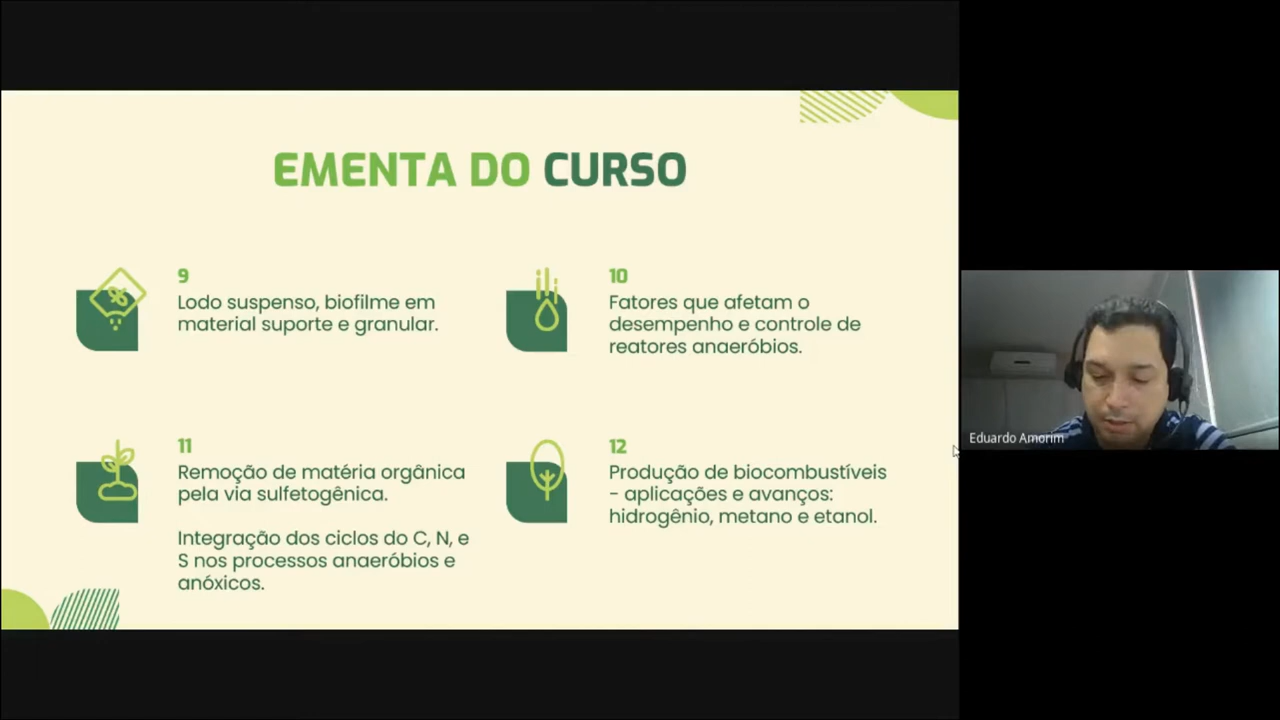 EMENTA DO CURSO
9
Lodo suspenso, biofilme em
material suporte e granular.
10
Fatores que afetam o
desempenho e controle de
reatores anaeróbios.
11
Remoção de matéria orgânica
pela via sulfetogênica.
Integração dos ciclos do C, N, e
S nos processos anaeróbios e
anóxicos.
12
Produção de biocombustíveis
- aplicações e avanços:
hidrogênio, metano e etanol.
Eduardo Amorim